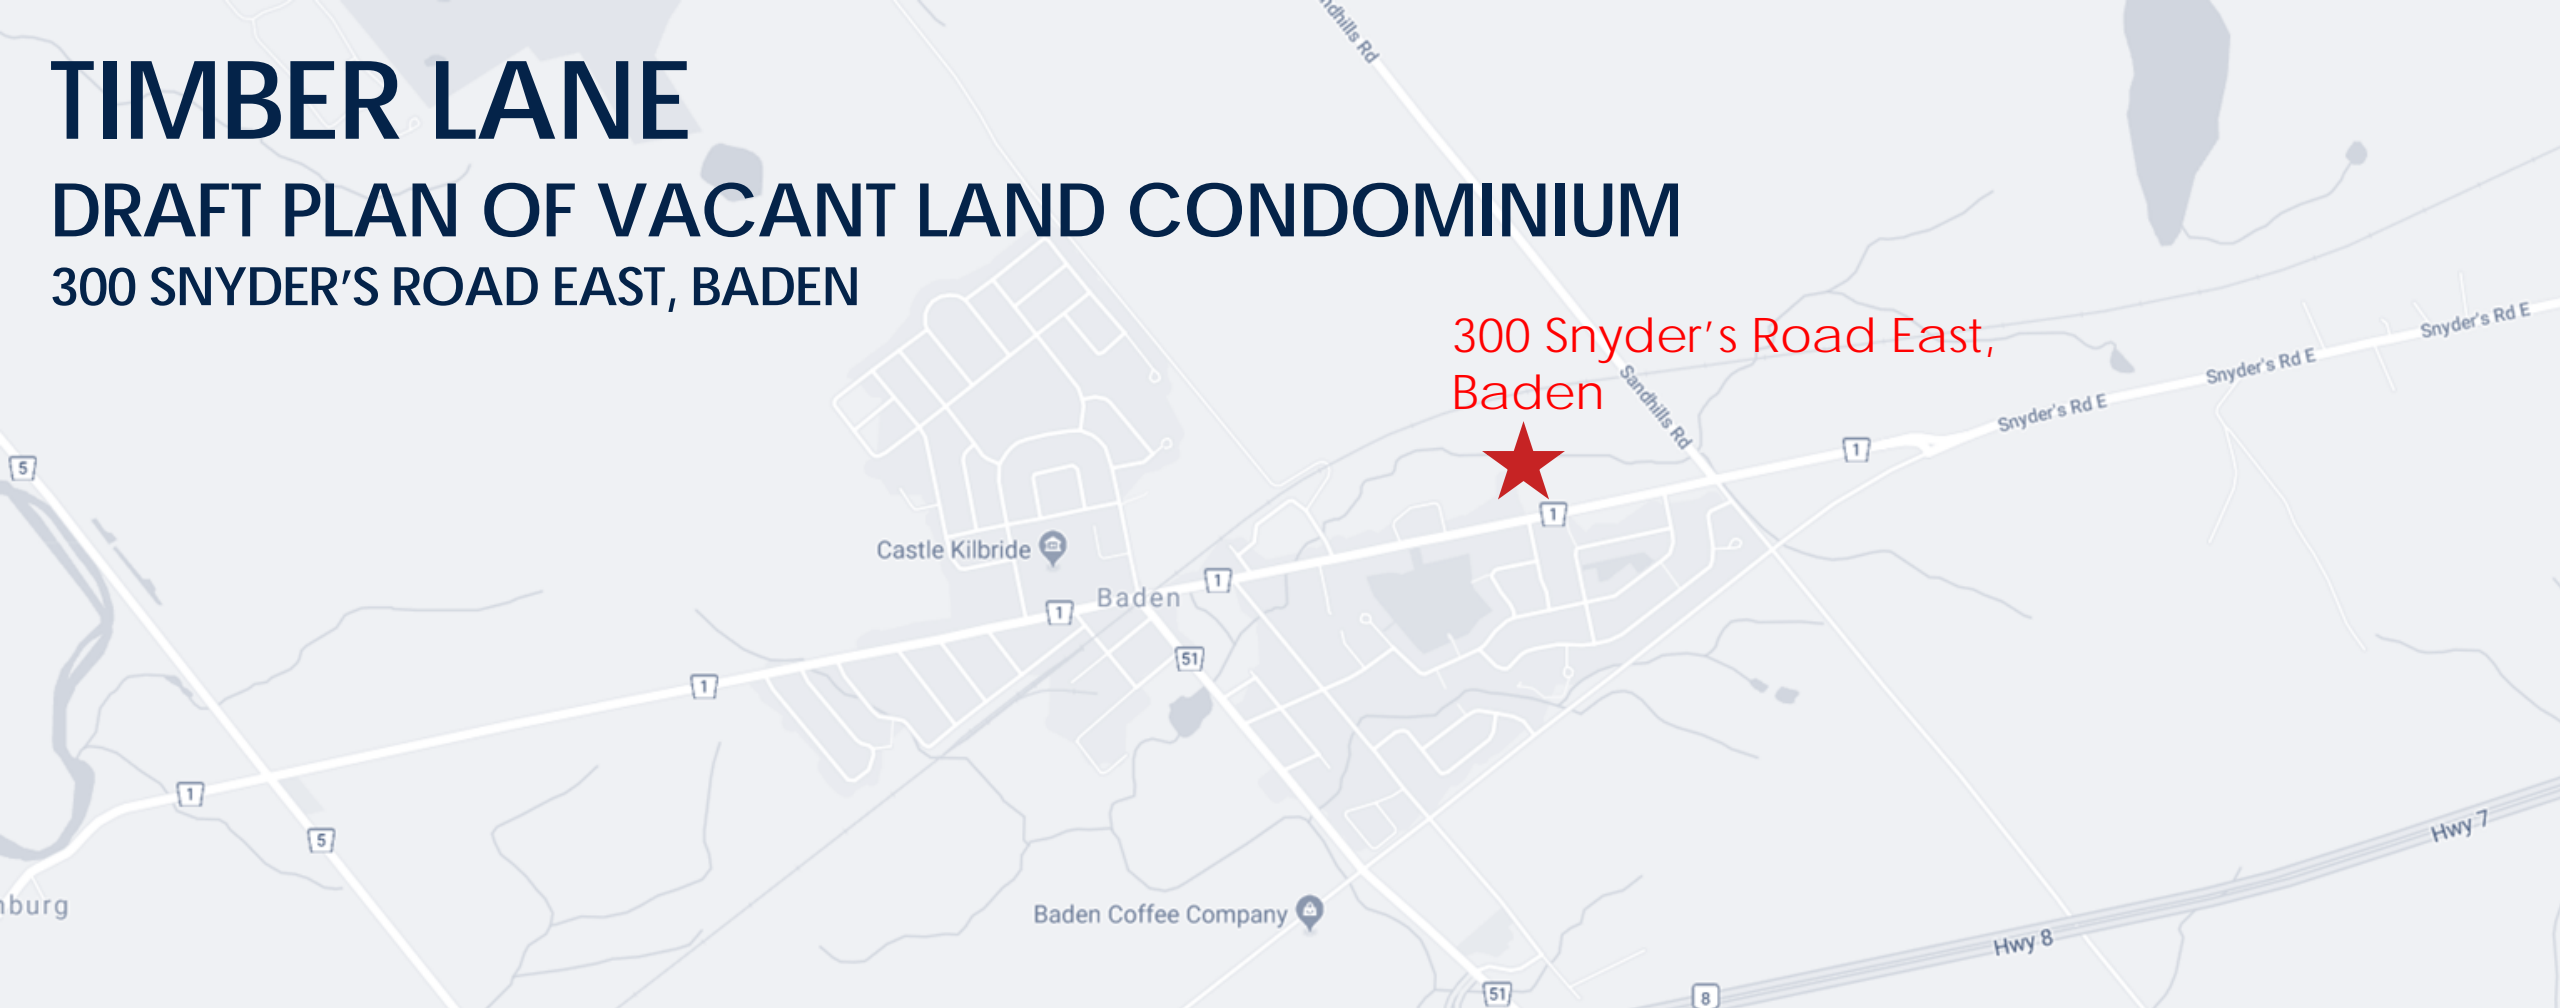 TIMBER LANE
DRAFT PLAN OF VACANT LAND CONDOMINIUM
300 SNYDER’S ROAD EAST, BADEN
ndhills Rd
300 Snyder’s Road East,
Baden
Sandhills Rd
Snyder's Rd E
Snyder's Rd E
Snyder's Rd E
5
1
1
Castle Kilbride
Baden
1
1
51
1
1
5
nburg
Baden Coffee Company
Hwy 7
Hwy 8
51
8